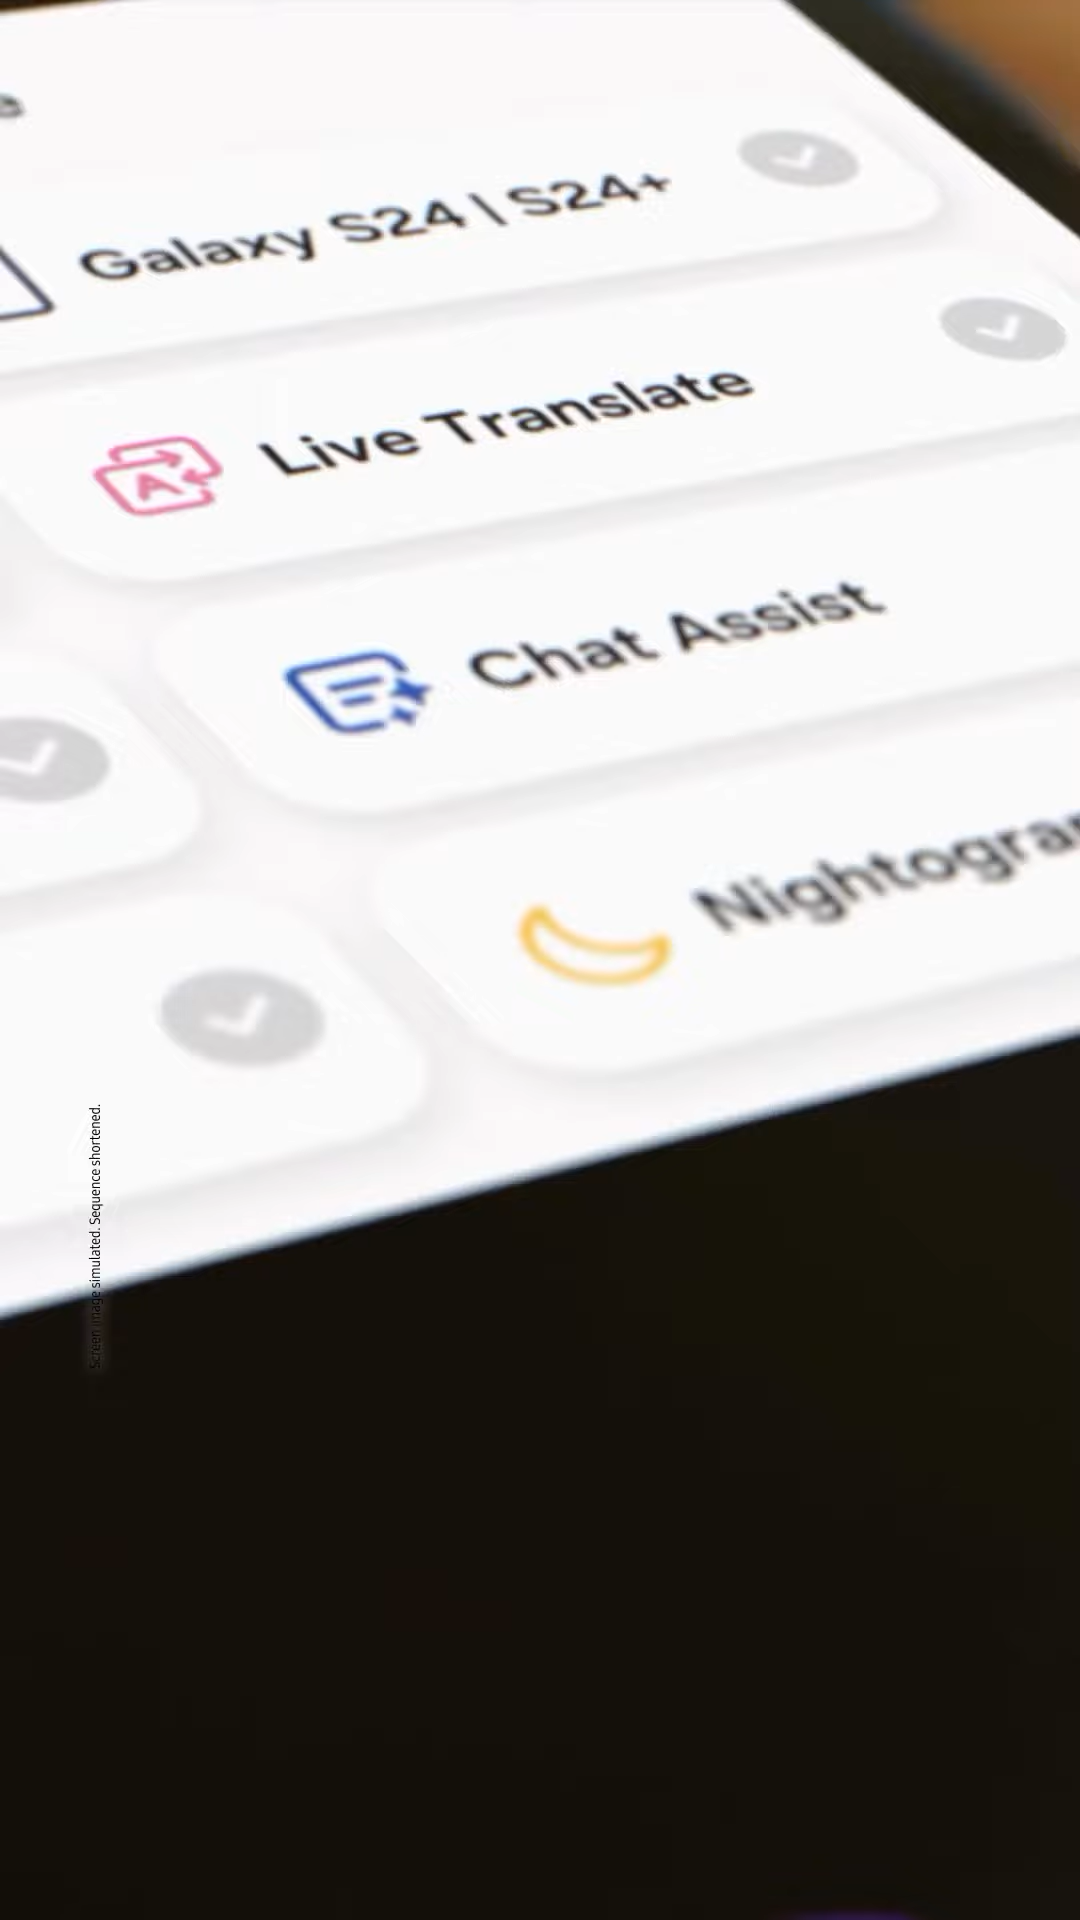 Galaxy S24 | S24+
Live Translate
Chat Assist
Screen image simulated. Sequence shortened.